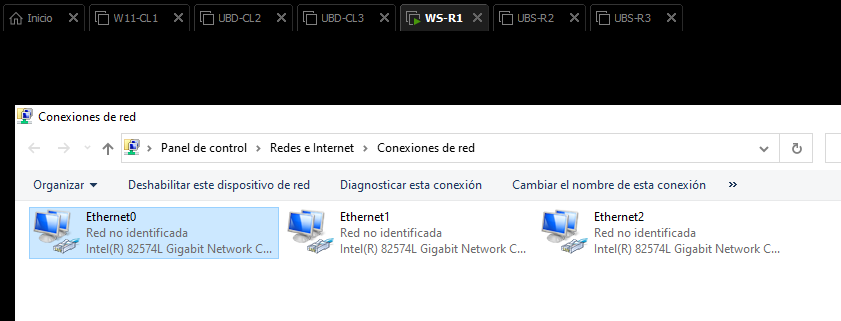 Inicio W11-CL1 UBD-CL2 UBD-CL3 WS-R1 UBS-R2 UBS-R3
Conexiones de red
Panel de control Redes e Internet Conexiones de red
Organizar Deshabilitar este dispositivo de red Diagnosticar esta conexión Cambiar el nombre de esta conexión »
Ethernet0 Ethernet1 Ethernet2
Red no identificada Red no identificada Red no identificada
Intel(R) 82574L Gigabit Network C... Intel(R) 82574L Gigabit Network C... Intel(R) 82574L Gigabit Network C...